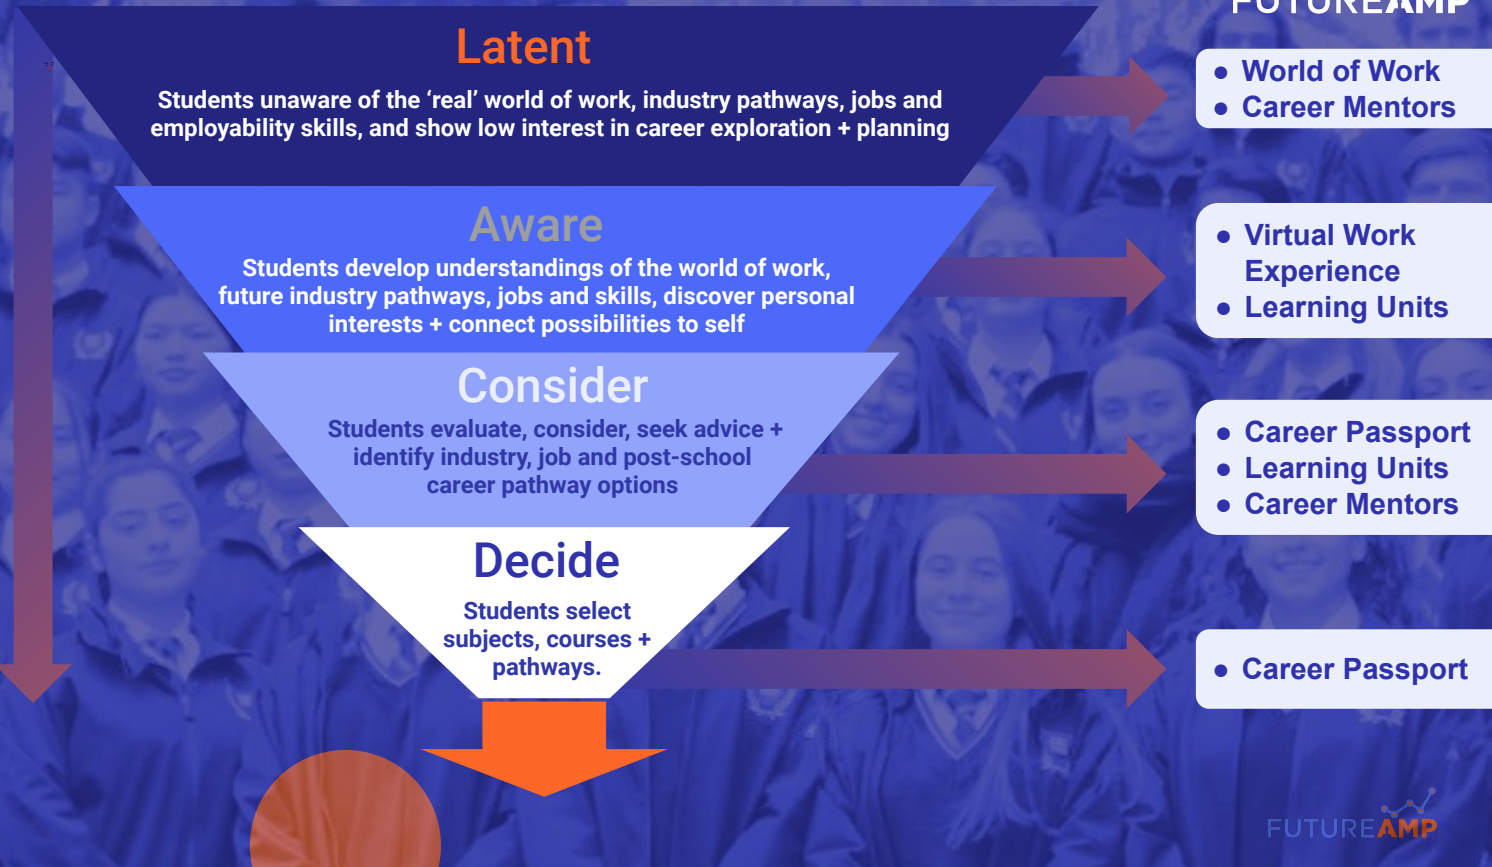 FUTUREAMP
Latent
Students unaware of the ‘real’ world of work, industry pathways, jobs and
employability skills, and show low interest in career exploration + planning
● World of Work
● Career Mentors
Aware
Students develop understandings of the world of work,
future industry pathways, jobs and skills, discover personal
interests + connect possibilities to self
● Virtual Work
Experience
● Learning Units
Consider
Students evaluate, consider, seek advice +
identify industry, job and post-school
career pathway options
● Career Passport
● Learning Units
● Career Mentors
Decide
Students select
subjects, courses +
pathways.
● Career Passport
FUTUREAMP